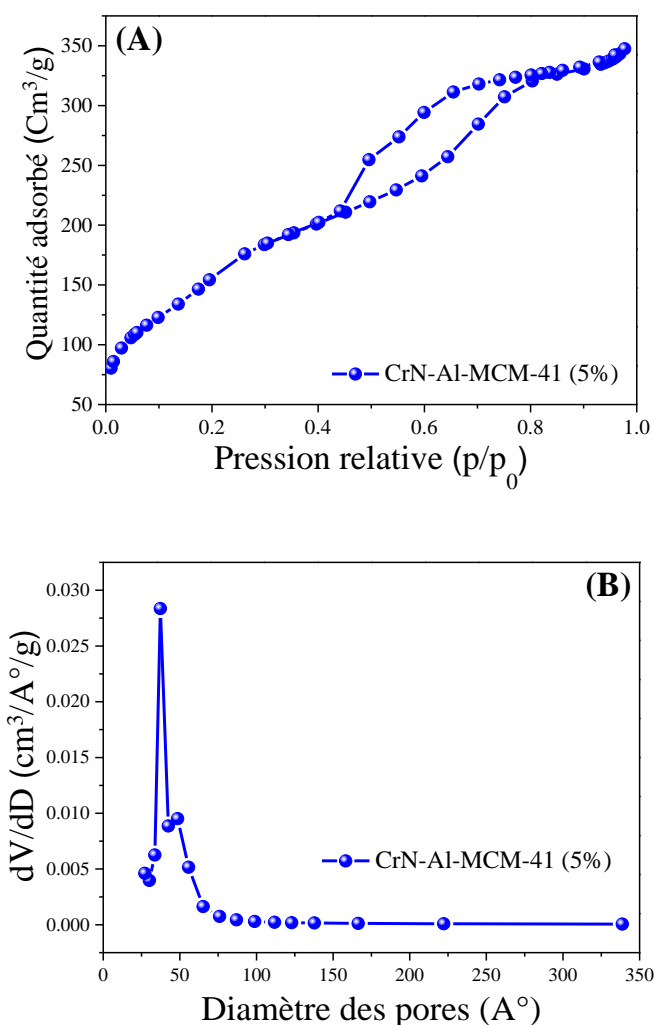 (A)
Quantité adsorbé (Cm³/g)
350
300
250
200
150
100
50
CrN-Al-MCM-41 (5%)
0.0 0.2 0.4 0.6 0.8 1.0
Pression relative (p/p₀)
(B)
dV/dD (cm³/A°/g)
0.030
0.025
0.020
0.015
0.010
0.005
0.000
CrN-Al-MCM-41 (5%)
0 50 100 150 200 250 300 350
Diamètre des pores (A°)